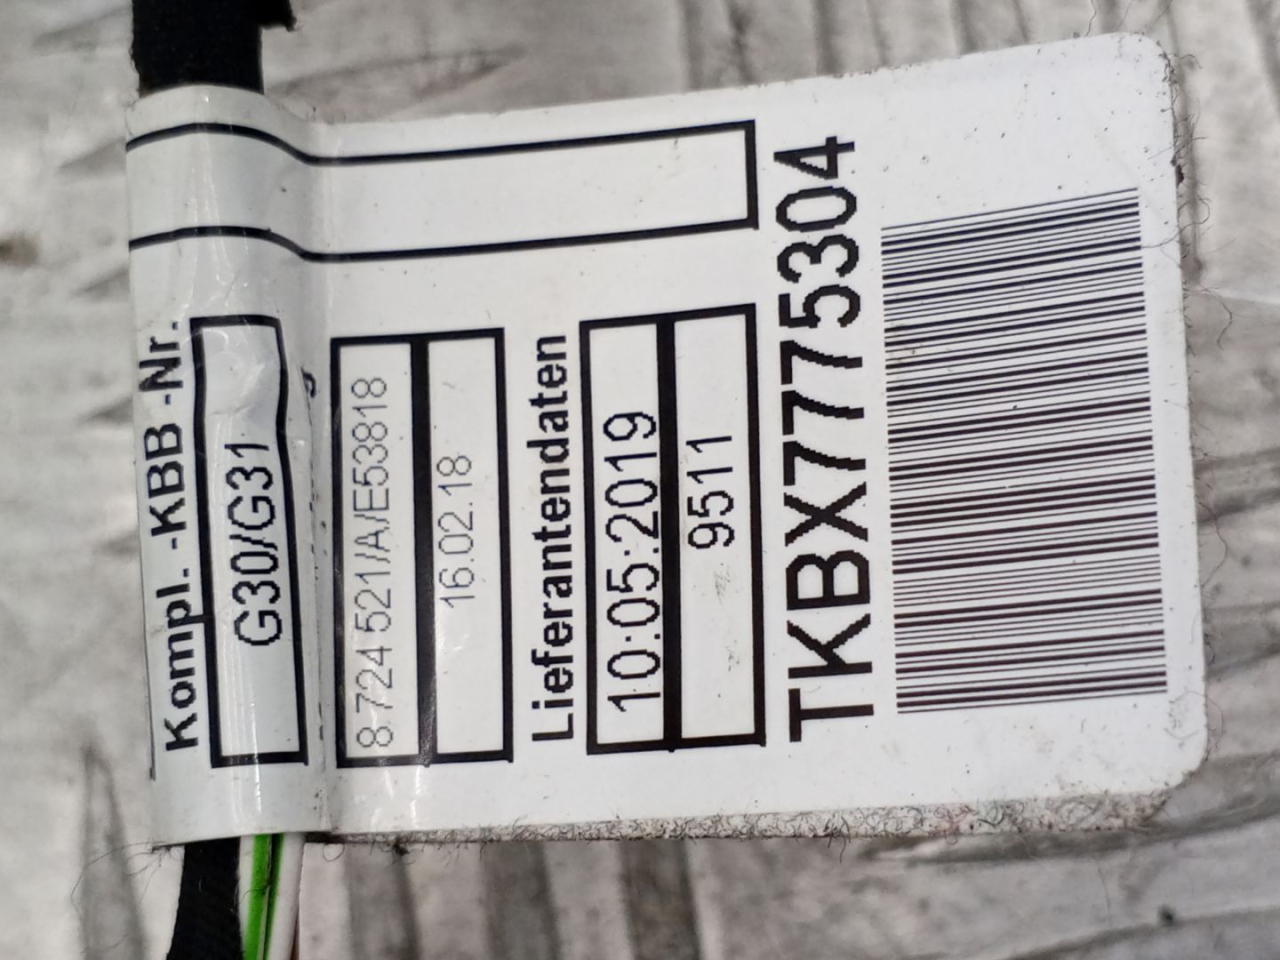 Kompl. -KBB -Nr.
G30/G31
8 724 521/A/E53818
16.02.18
Lieferantendaten
10:05:2019
9511
TKBX7775304